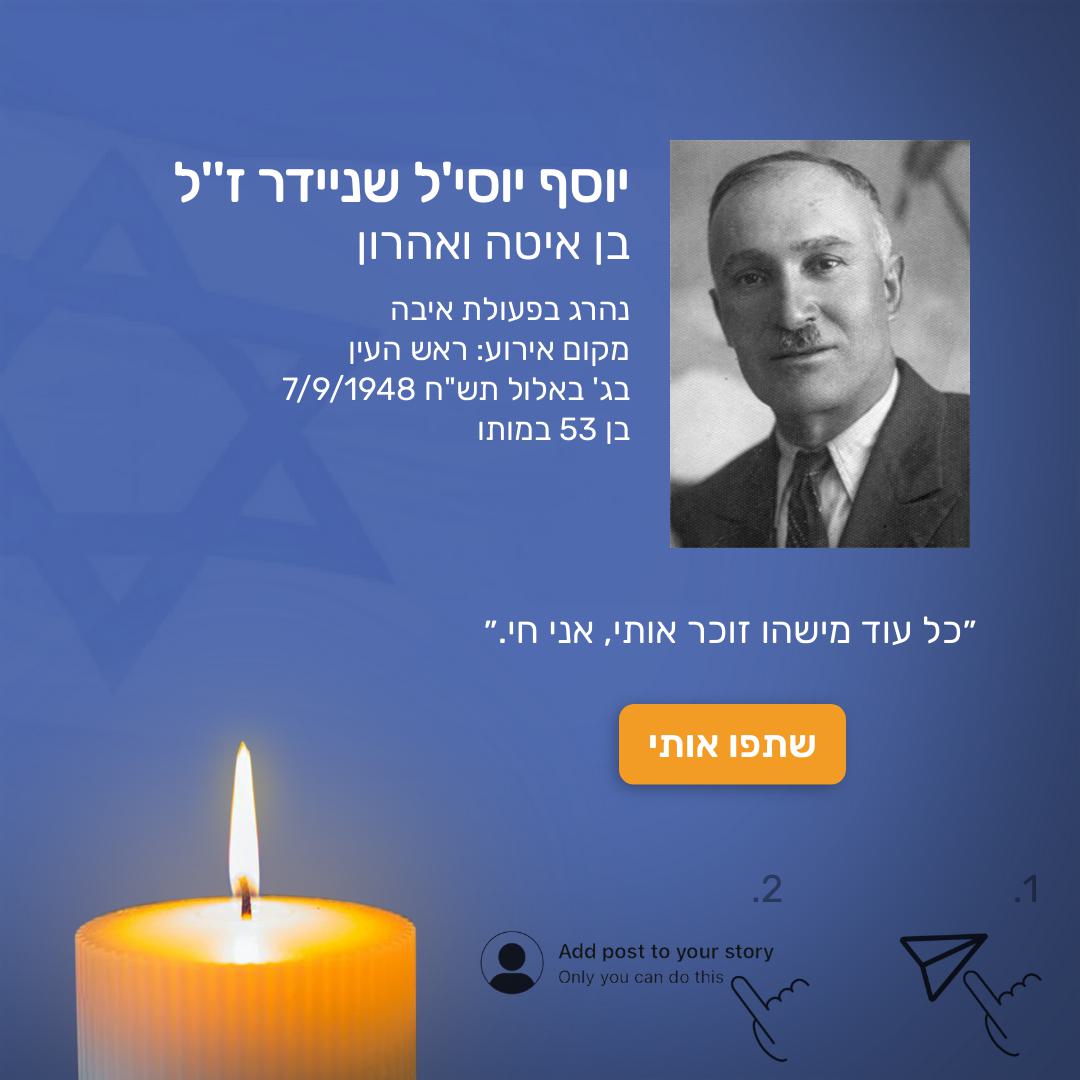 יוסף יוסי'ל שניידר ז"ל
בן איטה ואהרון
נהרג בפעולת איבה
מקום אירוע: ראש העין
בג' באלול תש"ח 7/9/1948
בן 53 במותו
״כל עוד מישהו זוכר אותי, אני חי.״
שתפו אותי
1.
2.
Add post to your story
Only you can do this